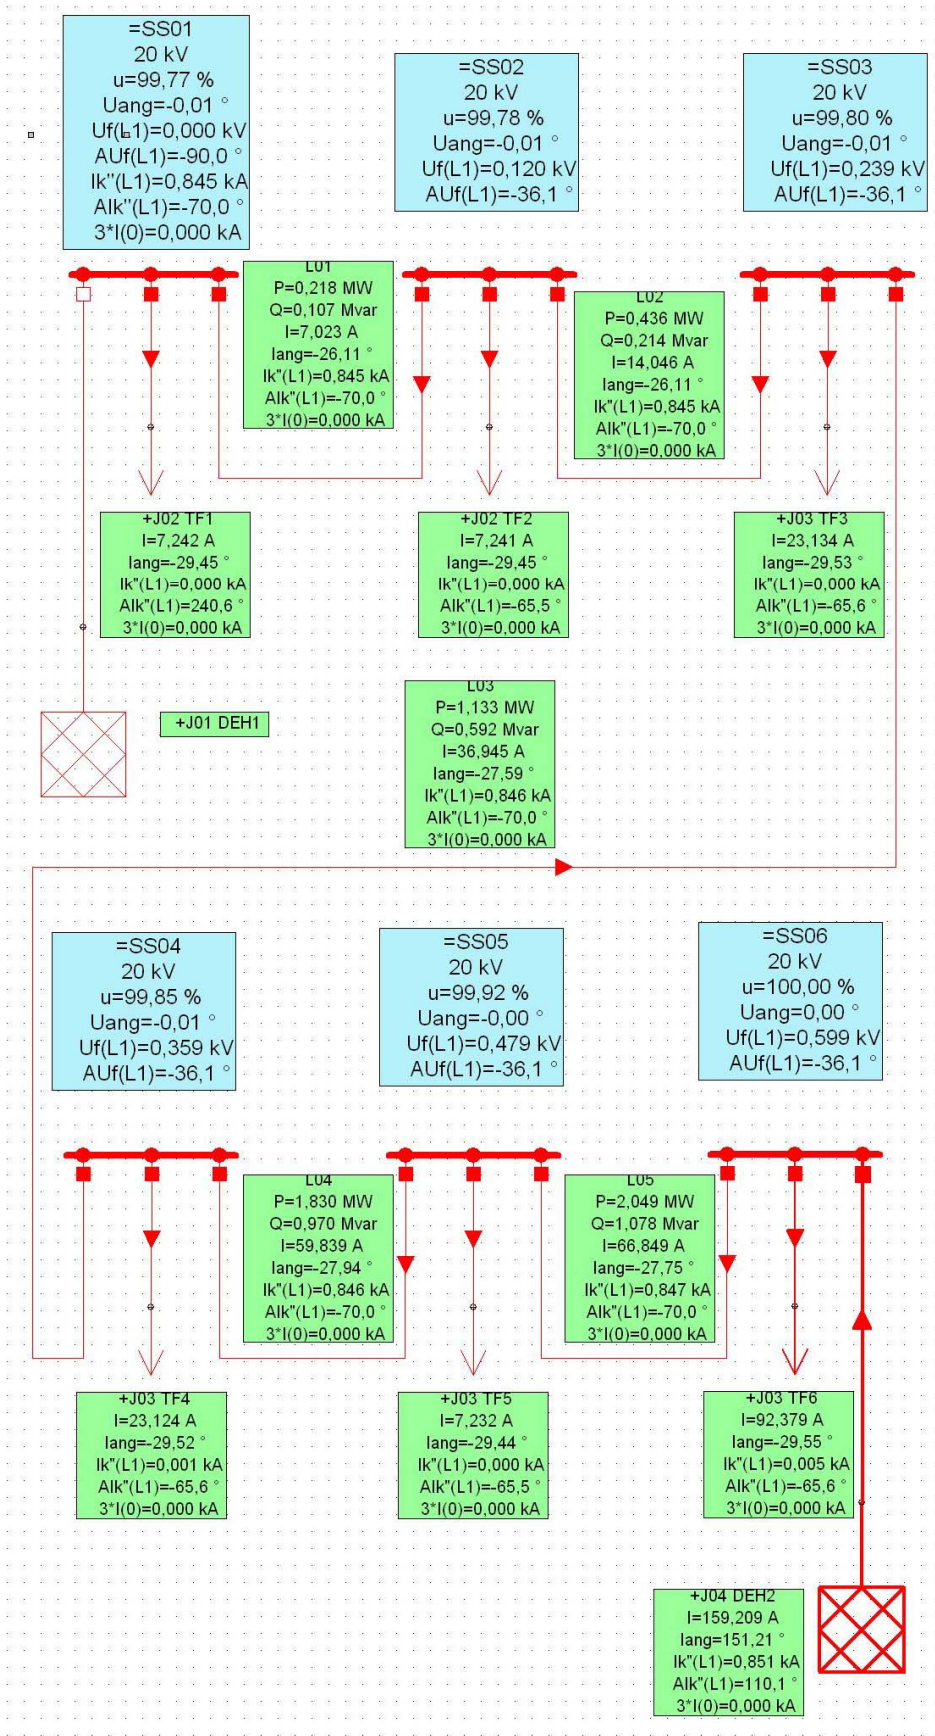 =SS01
20 kV
u=99,77 %
Uang=-0,01 °
Uf(L1)=0,000 kV
AUf(L1)=-90,0 °
Ik"(L1)=0,845 kA
AIk"(L1)=-70,0 °
3*I(0)=0,000 kA
=SS02
20 kV
u=99,78 %
Uang=-0,01 °
Uf(L1)=0,120 kV
AUf(L1)=-36,1 °
=SS03
20 kV
u=99,80 %
Uang=-0,01 °
Uf(L1)=0,239 kV
AUf(L1)=-36,1 °
L01
P=0,218 MW
Q=0,107 Mvar
I=7,023 A
Iang=-26,11 °
Ik"(L1)=0,845 kA
AIk"(L1)=-70,0 °
3*I(0)=0,000 kA
L02
P=0,436 MW
Q=0,214 Mvar
I=14,046 A
Iang=-26,11 °
Ik"(L1)=0,845 kA
AIk"(L1)=-70,0 °
3*I(0)=0,000 kA
+J02 TF1
I=7,242 A
Iang=-29,45 °
Ik"(L1)=0,000 kA
AIk"(L1)=240,6 °
3*I(0)=0,000 kA
+J02 TF2
I=7,241 A
Iang=-29,45 °
Ik"(L1)=0,000 kA
AIk"(L1)=-65,5 °
3*I(0)=0,000 kA
+J03 TF3
I=23,134 A
Iang=-29,53 °
Ik"(L1)=0,000 kA
AIk"(L1)=-65,6 °
3*I(0)=0,000 kA
+J01 DEH1
L03
P=1,133 MW
Q=0,592 Mvar
I=36,945 A
Iang=-27,59 °
Ik"(L1)=0,846 kA
AIk"(L1)=-70,0 °
3*I(0)=0,000 kA
=SS04
20 kV
u=99,85 %
Uang=-0,01 °
Uf(L1)=0,359 kV
AUf(L1)=-36,1 °
=SS05
20 kV
u=99,92 %
Uang=-0,00 °
Uf(L1)=0,479 kV
AUf(L1)=-36,1 °
=SS06
20 kV
u=100,00 %
Uang=0,00 °
Uf(L1)=0,599 kV
AUf(L1)=-36,1 °
L04
P=1,830 MW
Q=0,970 Mvar
I=59,839 A
Iang=-27,94 °
Ik"(L1)=0,846 kA
AIk"(L1)=-70,0 °
3*I(0)=0,000 kA
L05
P=2,049 MW
Q=1,078 Mvar
I=66,849 A
Iang=-27,75 °
Ik"(L1)=0,847 kA
AIk"(L1)=-70,0 °
3*I(0)=0,000 kA
+J03 TF4
I=23,124 A
Iang=-29,52 °
Ik"(L1)=0,001 kA
AIk"(L1)=-65,6 °
3*I(0)=0,000 kA
+J03 TF5
I=7,232 A
Iang=-29,44 °
Ik"(L1)=0,000 kA
AIk"(L1)=-65,5 °
3*I(0)=0,000 kA
+J03 TF6
I=92,379 A
Iang=-29,55 °
Ik"(L1)=0,005 kA
AIk"(L1)=-65,6 °
3*I(0)=0,000 kA
+J04 DEH2
I=159,209 A
Iang=151,21 °
Ik"(L1)=0,851 kA
AIk"(L1)=110,1 °
3*I(0)=0,000 kA